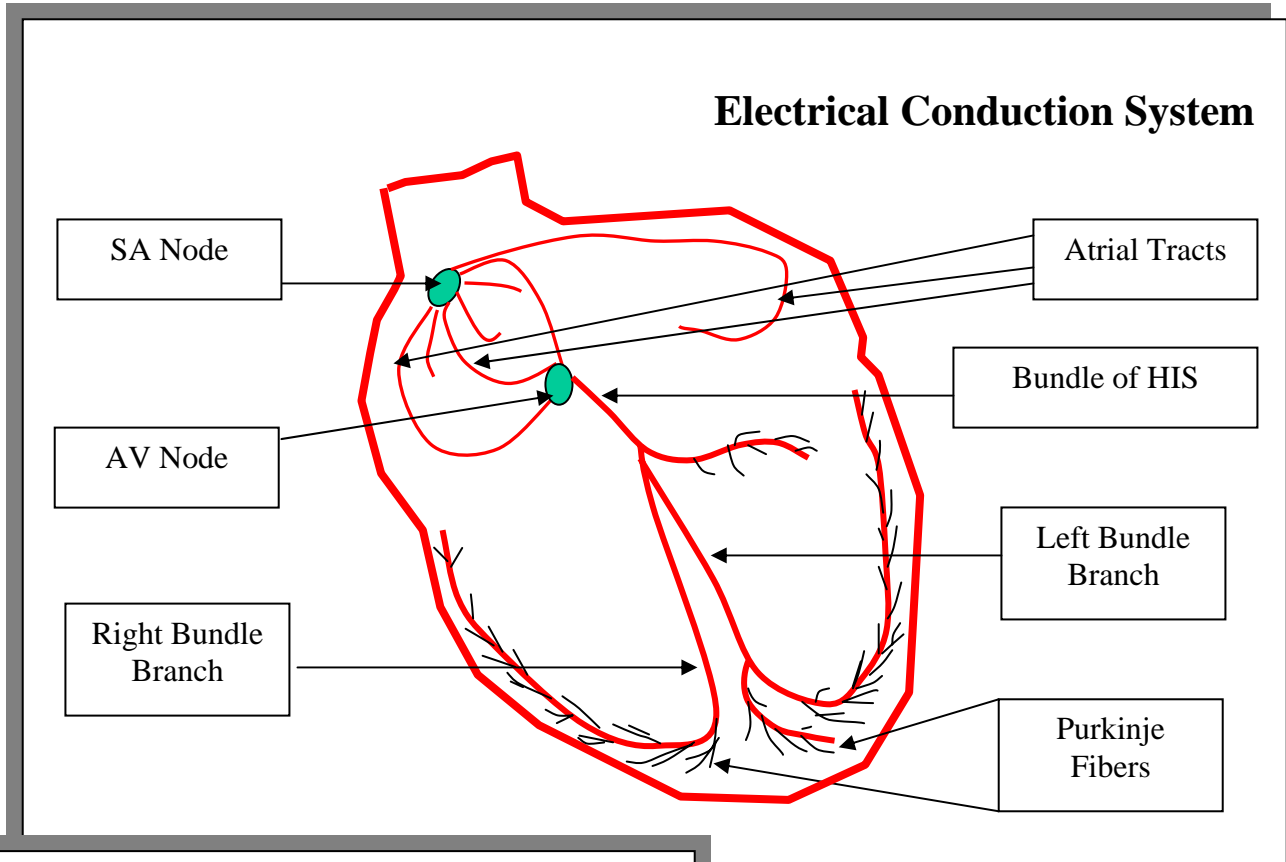 Electrical Conduction System
SA Node
Atrial Tracts
Bundle of HIS
AV Node
Left Bundle
Branch
Right Bundle
Branch
Purkinje
Fibers